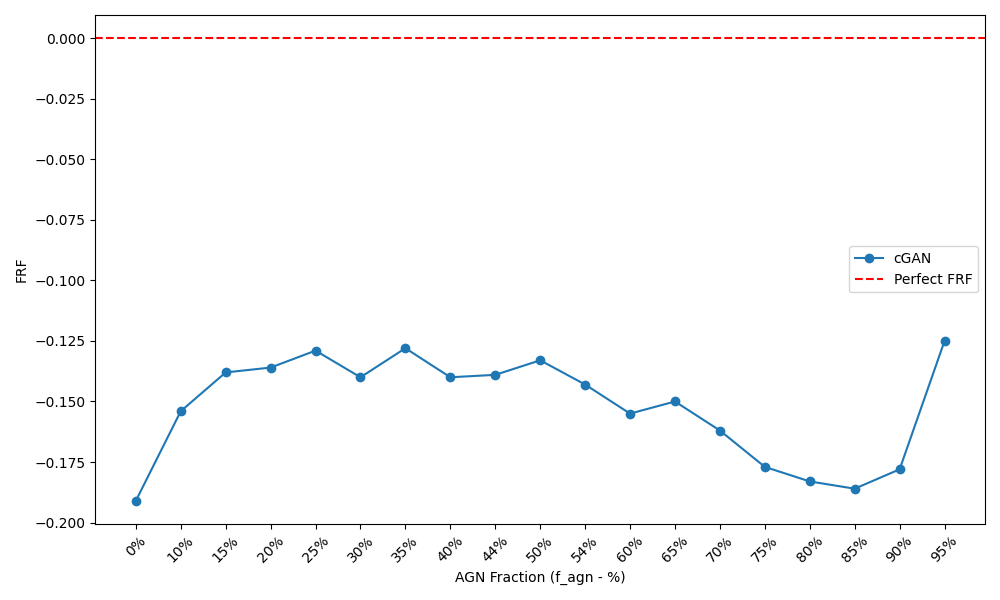 0.000
−0.025
−0.050
−0.075
−0.100
−0.125
−0.150
−0.175
−0.200
FRF
cGAN
Perfect FRF
0% 10% 15% 20% 25% 30% 35% 40% 44% 50% 54% 60% 65% 70% 75% 80% 85% 90% 95%
AGN Fraction (f_agn - %)